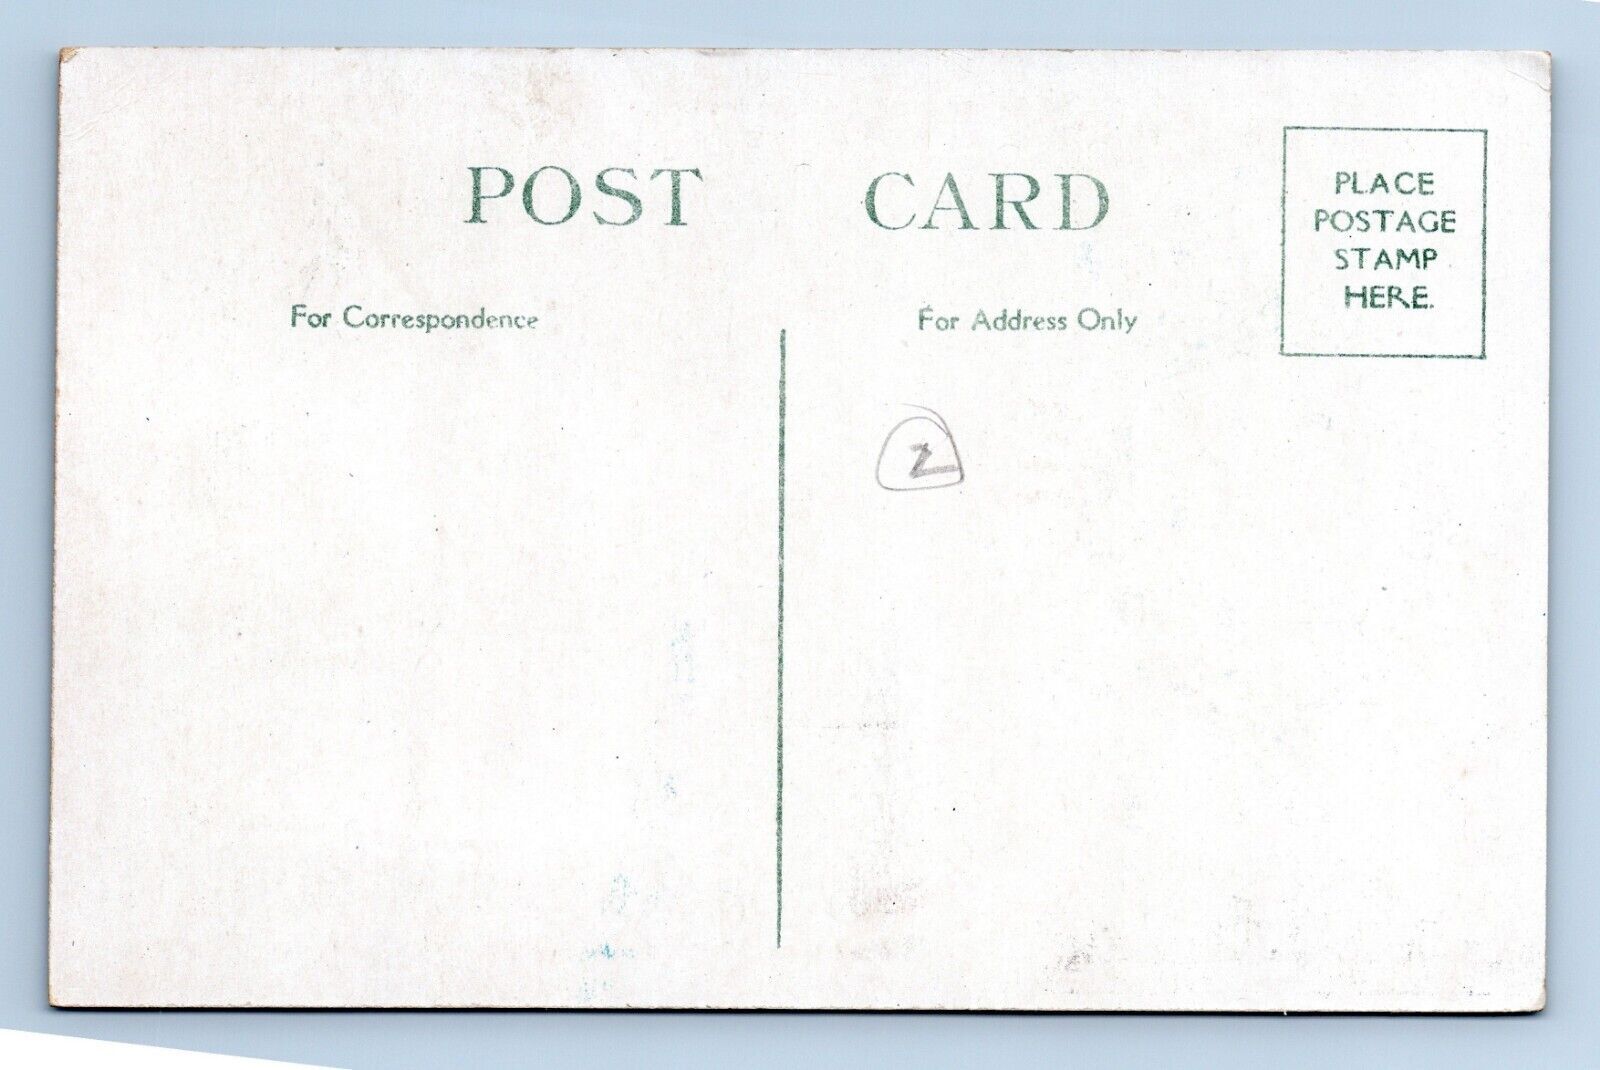 POST CARD
PLACE
POSTAGE
STAMP
HERE.
For Correspondence
For Address Only
2